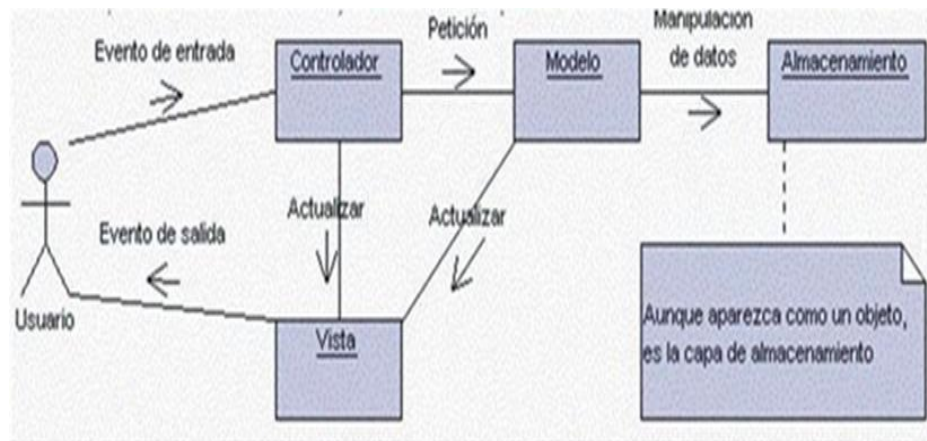 Evento de entrada
Controlador
Petición
Modelo
Manipulación
de datos
Almacenamiento
Actualizar
Actualizar
Evento de salida
Usuario
Vista
Aunque aparezca como un objeto,
es la capa de almacenamiento